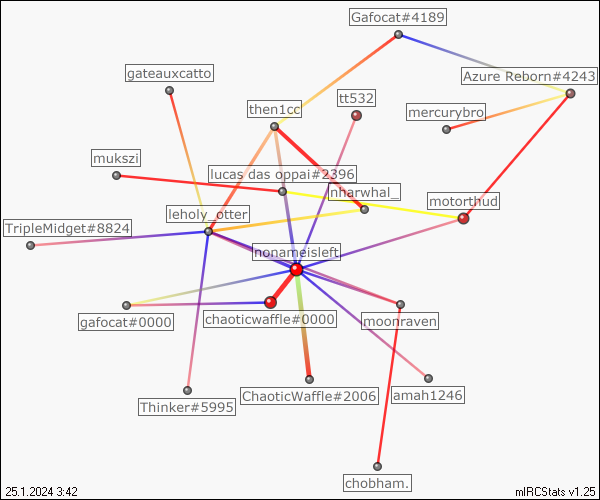 Gafocat#4189
gateauxcatto
Azure Reborn#4243
tt532
then1cc
mercurybro
mukszi
lucas das oppai#2396
nharwhal_
motorthud
leholy_otter
TripleMidget#8824
nonameisleft
gafocat#0000
chaoticwaffle#0000
moonraven
ChaoticWaffle#2006
amah1246
Thinker#5995
chobham.
25.1.2024 3:42
mIRCStats v1.25